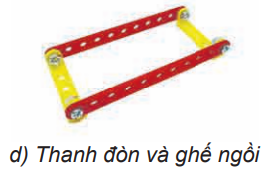 d) Thanh đòn và ghế ngồi